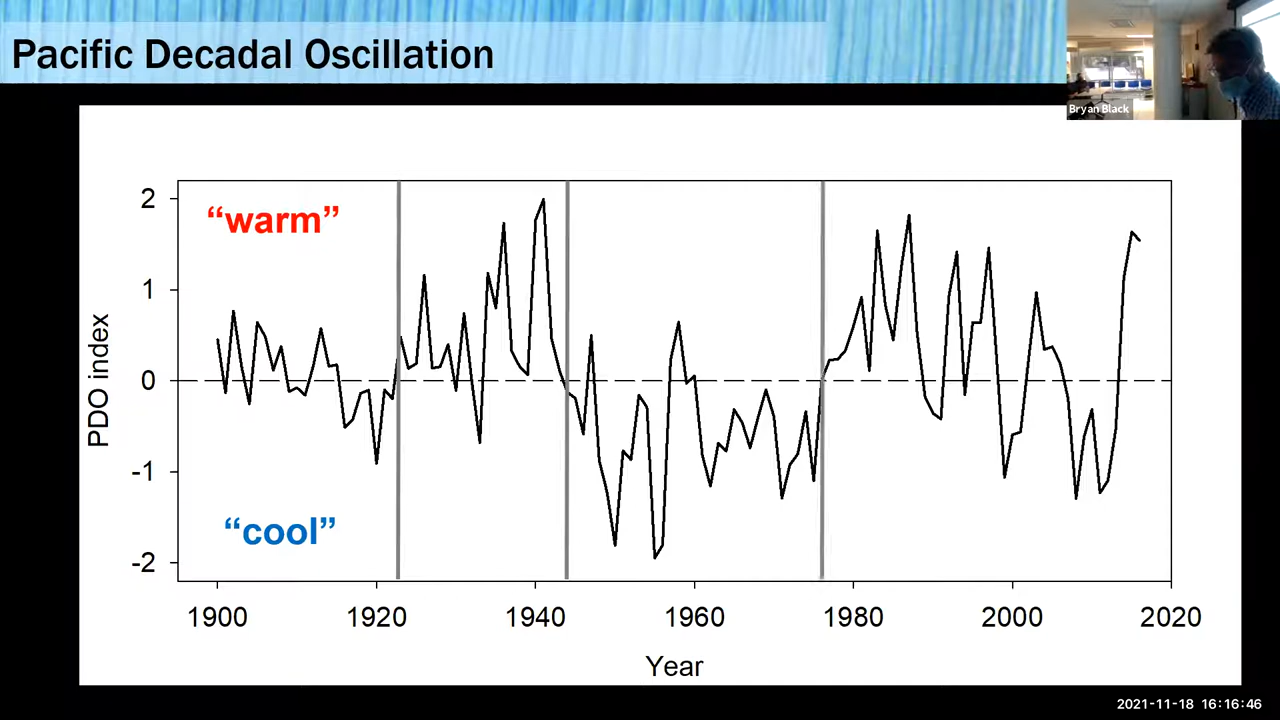 Pacific Decadal Oscillation
Bryan Black
“warm”
“cool”
PDO index
2
1
0
-1
-2
1900 1920 1940 1960 1980 2000 2020
Year
2021-11-18 16:16:46